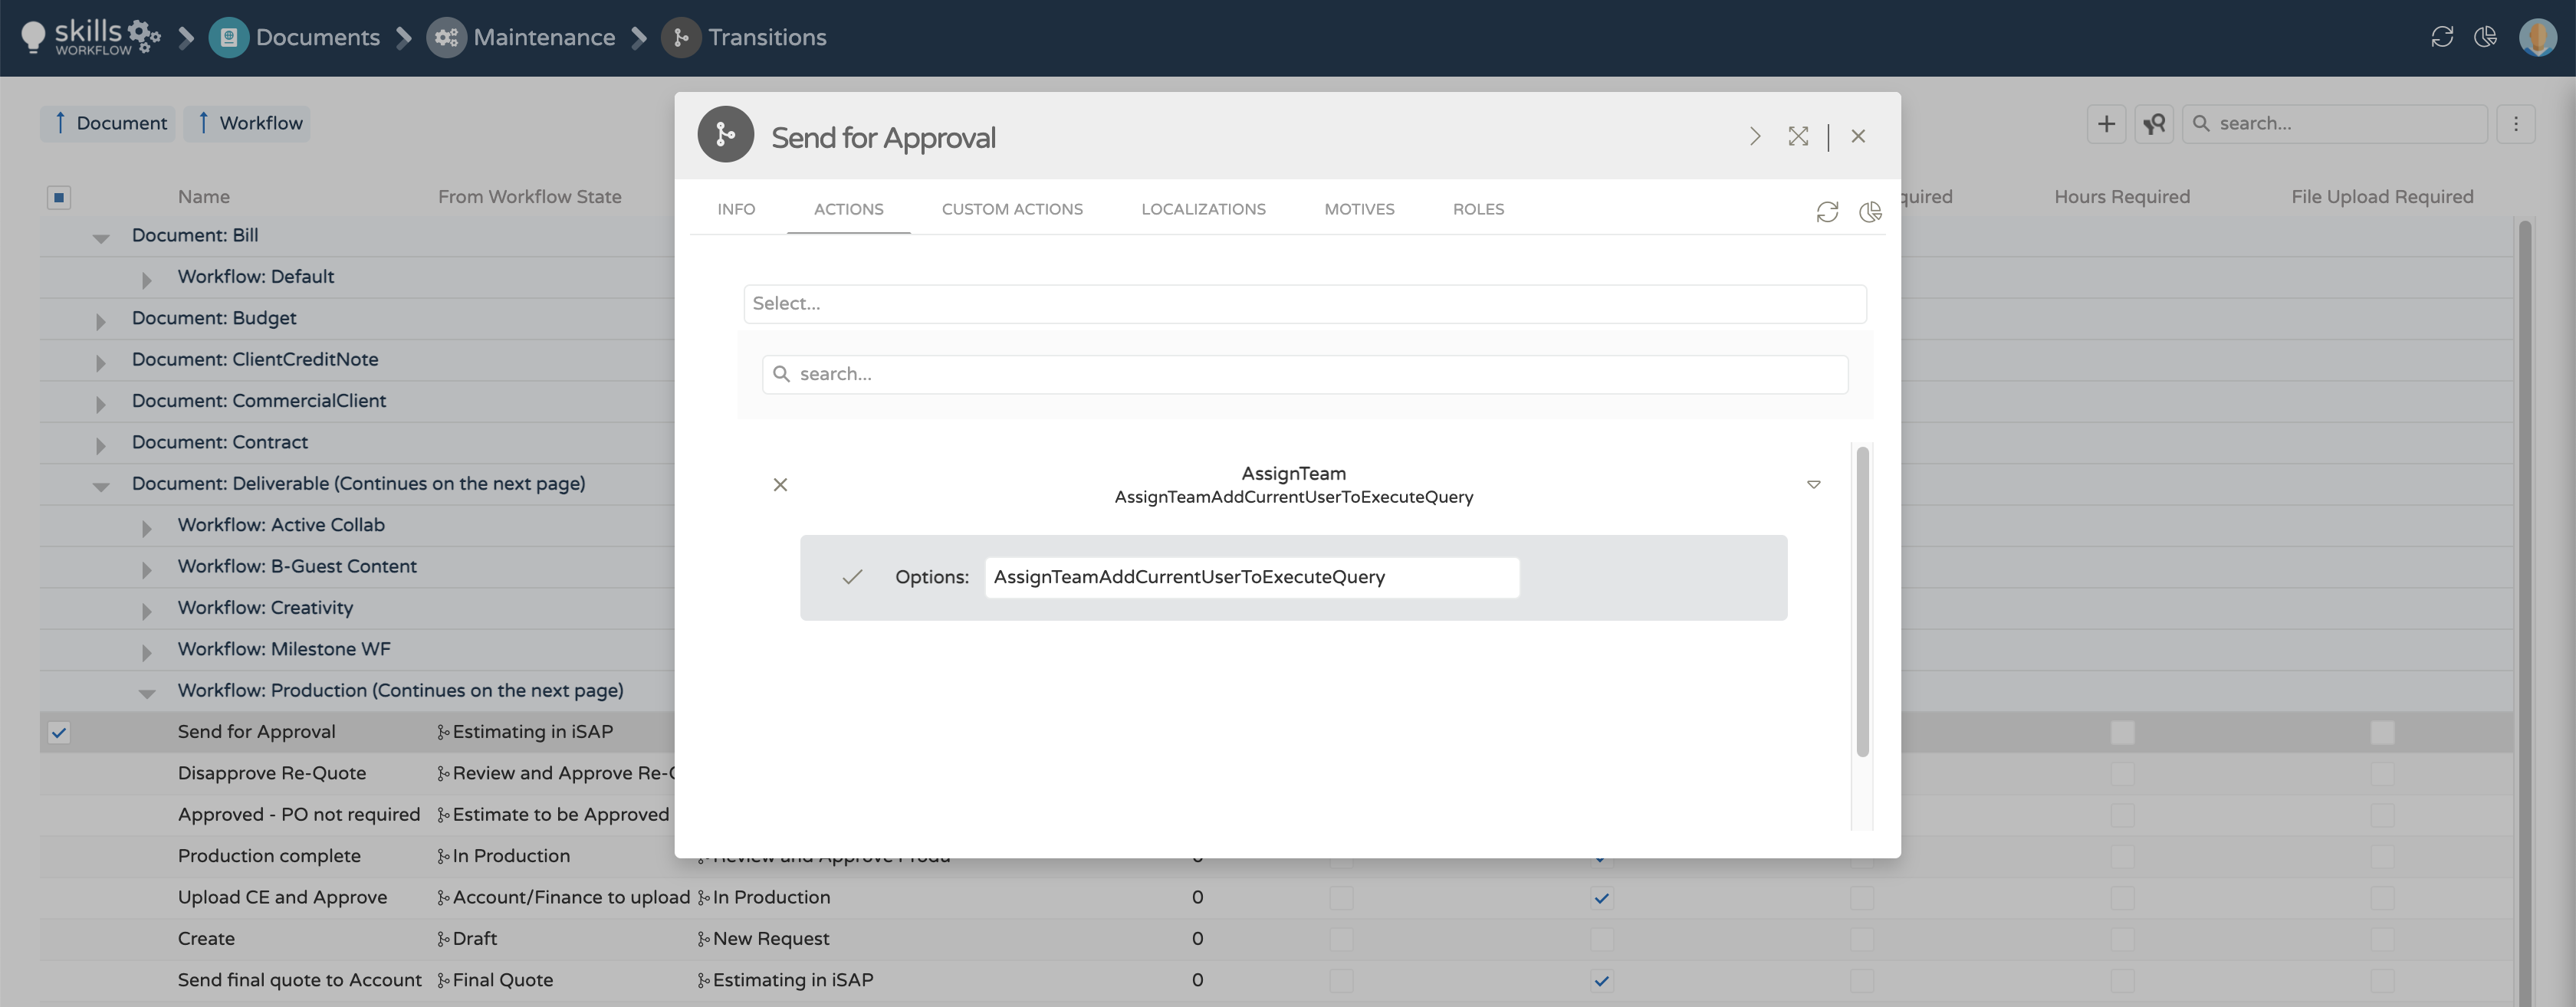 skills WORKFLOW Documents Maintenance Transitions
Document Workflow
search...
Name From Workflow State
quired Hours Required File Upload Required
Document: Bill
Workflow: Default
Document: Budget
Document: ClientCreditNote
Document: CommercialClient
Document: Contract
Document: Deliverable (Continues on the next page)
Workflow: Active Collab
Workflow: B-Guest Content
Workflow: Creativity
Workflow: Milestone WF
Workflow: Production (Continues on the next page)
Send for Approval Estimating in iSAP
Disapprove Re-Quote Review and Approve Re-
Approved - PO not required Estimate to be Approved
Production complete In Production Review and Approve Produ
Upload CE and Approve Account/Finance to upload In Production 0
Create Draft New Request 0
Send final quote to Account Final Quote Estimating in iSAP 0
Send for Approval
INFO ACTIONS CUSTOM ACTIONS LOCALIZATIONS MOTIVES ROLES
Select...
search...
AssignTeam
AssignTeamAddCurrentUserToExecuteQuery
Options: AssignTeamAddCurrentUserToExecuteQuery